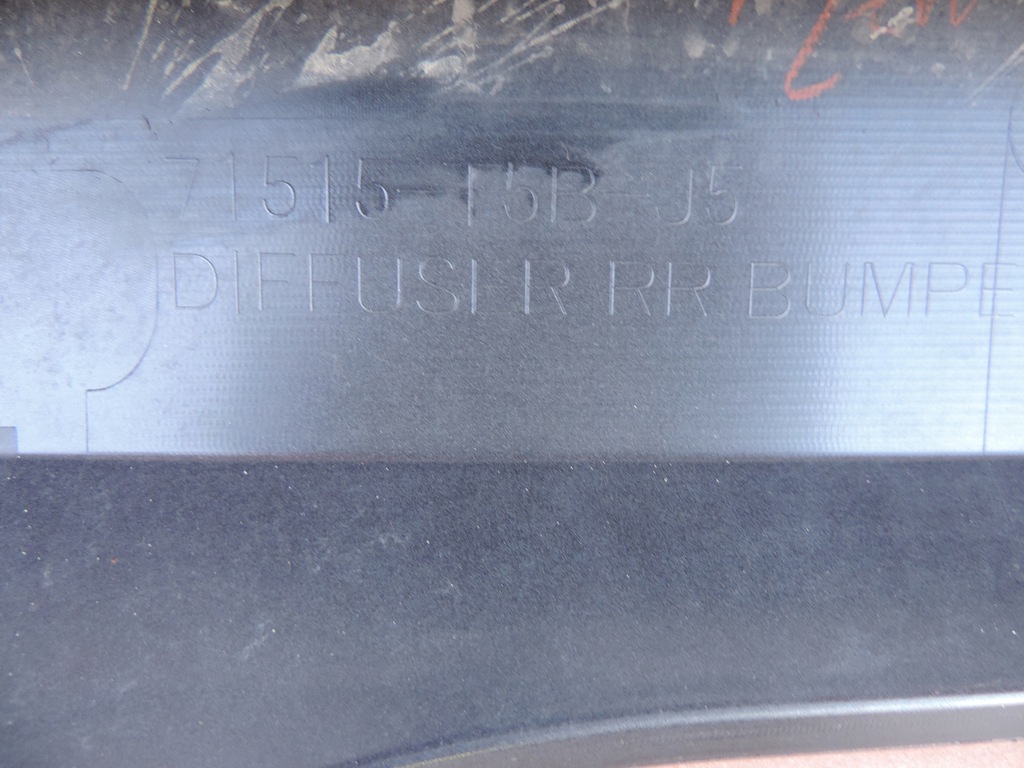 71515-T5B-J5
DIFFUSER RR BUMPE